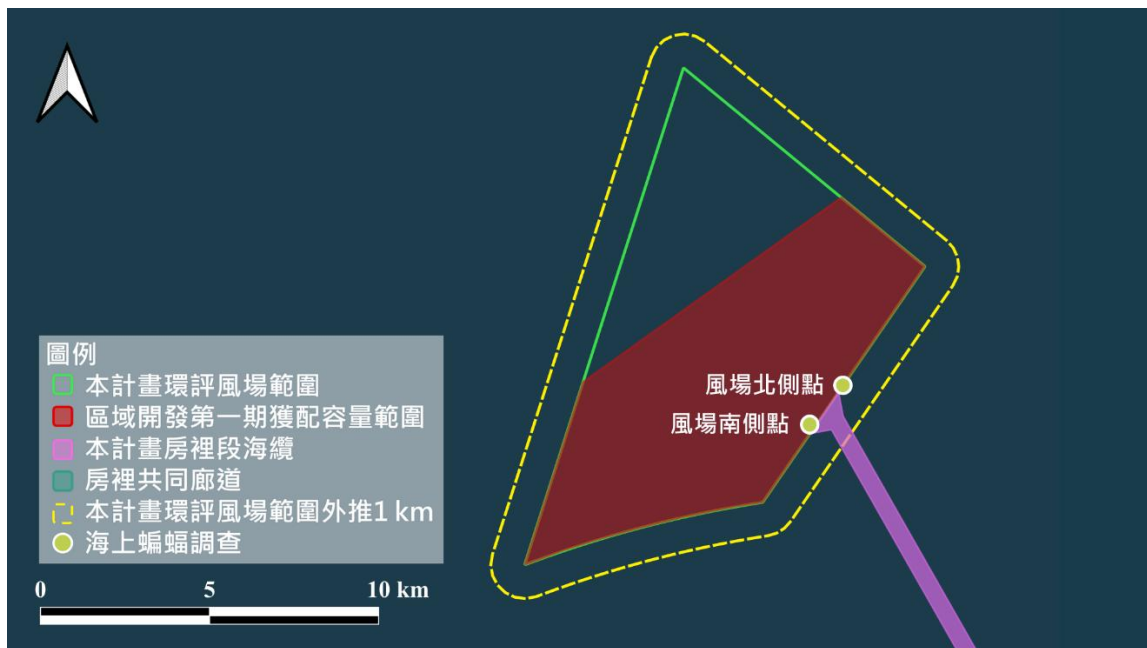 風場北側點
風場南側點
圖例
本計畫環評風場範圍
區域開發第一期獲配容量範圍
本計畫房裡段海纜
房裡共同廊道
本計畫環評風場範圍外推1 km
海上蝙蝠調查
0 5 10 km